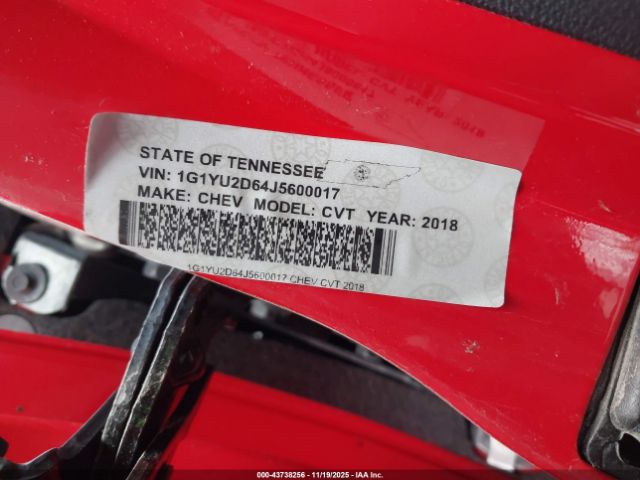 STATE OF TENNESSEE
VIN: 1G1YU2D64J5600017
MAKE: CHEV MODEL: CVT YEAR: 2018
1G1YU2D64J5600017 CHEV CVT 2018
000-43738256 - 11/19/2025 - IAA Inc.